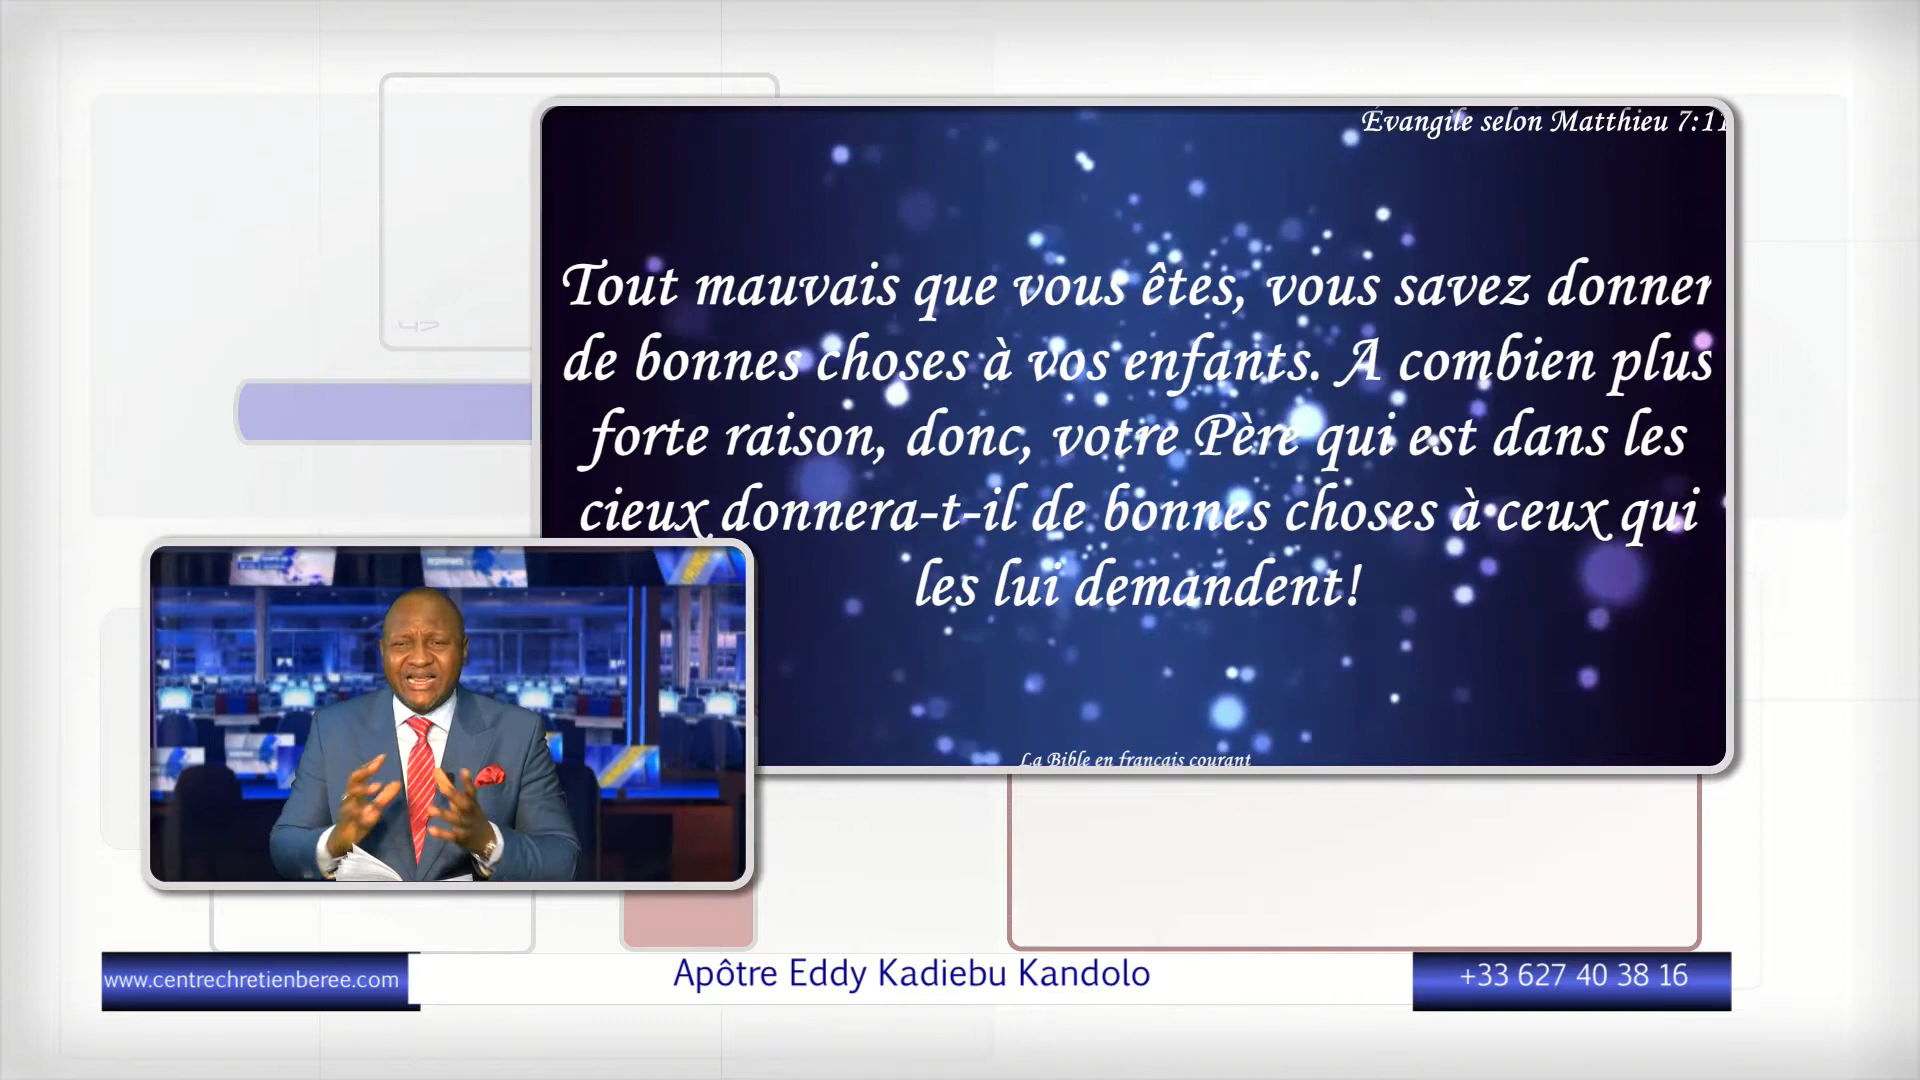 Évangile selon Matthieu 7:11
Tout mauvais que vous êtes, vous savez donner
de bonnes choses à vos enfants. A combien plus
forte raison, donc, votre Père qui est dans les
cieux donnera-t-il de bonnes choses à ceux qui
les lui demandent!
La Bible en français courant
www.centrechretienberee.com
Apôtre Eddy Kadiebu Kandolo
+33 627 40 38 16